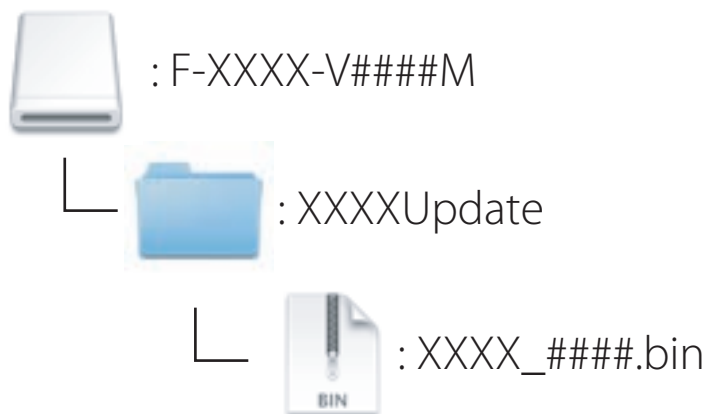 : F-XXXX-V####M
: XXXXUpdate
: XXXX_####.bin
BIN